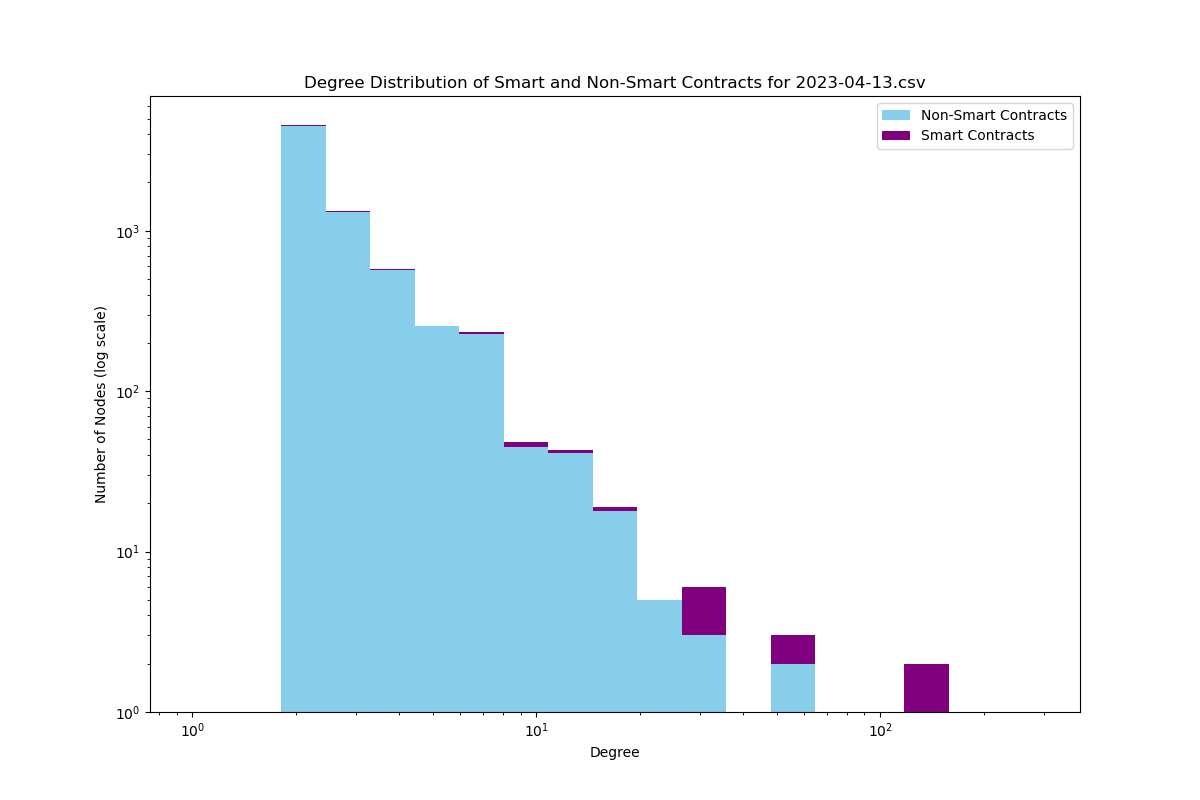 Degree Distribution of Smart and Non-Smart Contracts for 2023-04-13.csv
Non-Smart Contracts
Smart Contracts
Number of Nodes (log scale)
10³
10²
10¹
10⁰
10⁰ 10¹ 10²
Degree